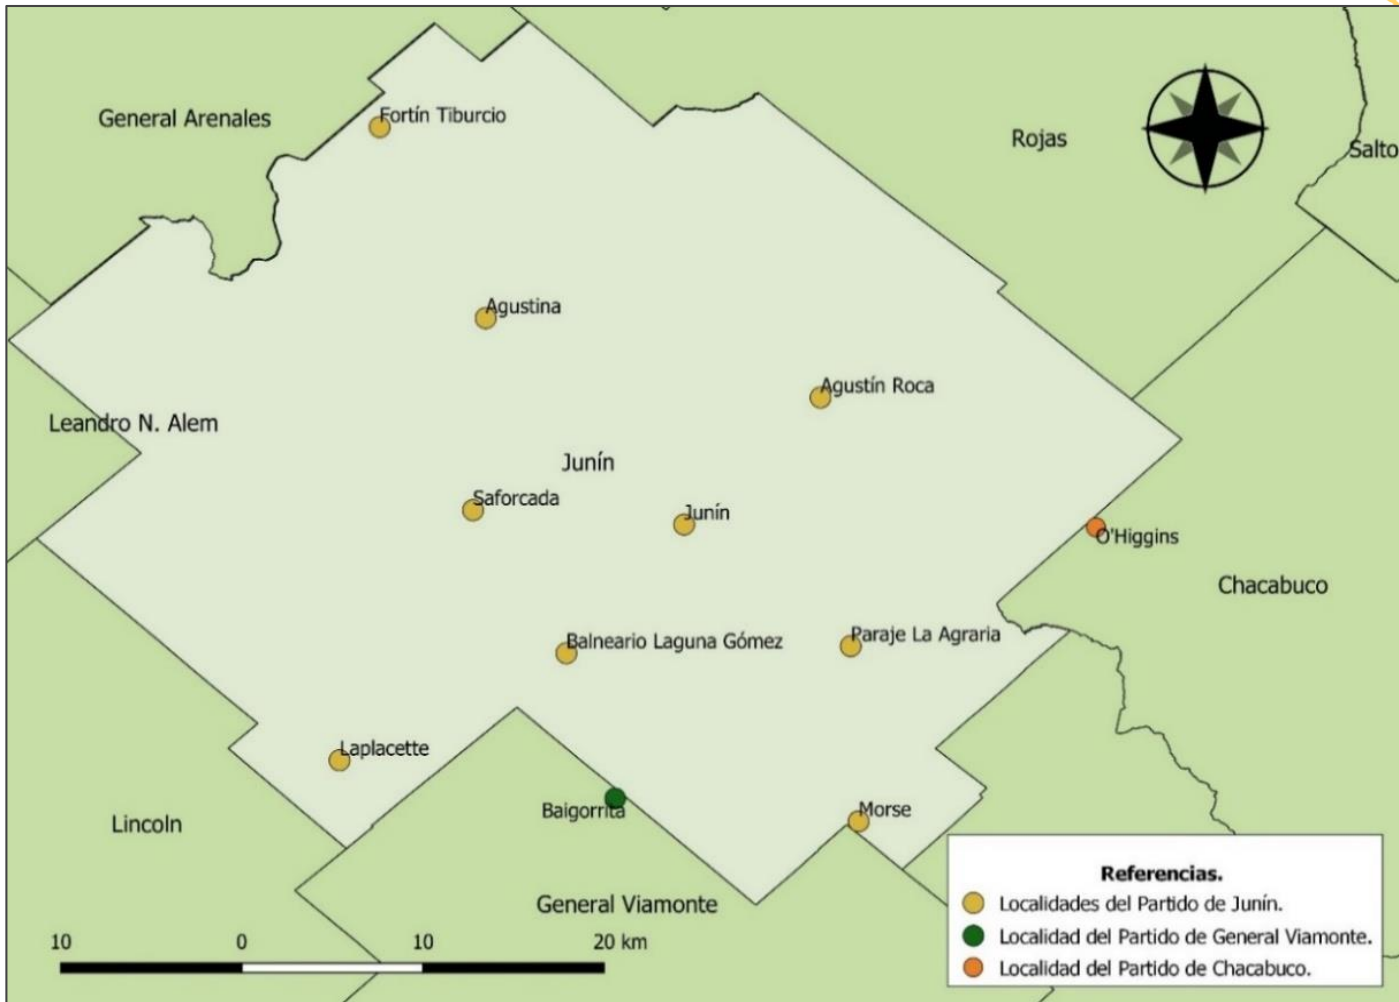 General Arenales
Fortín Tiburcio
Rojas
Salto
Agustina
Agustín Roca
Leandro N. Alem
Junín
Saforcada
Junín
O'Higgins
Chacabuco
Balneario Laguna Gómez
Paraje La Agraria
Laplacette
Baigorrita
Morse
Lincoln
General Viamonte
10 0 10 20 km
Referencias.
Localidades del Partido de Junín.
Localidad del Partido de General Viamonte.
Localidad del Partido de Chacabuco.